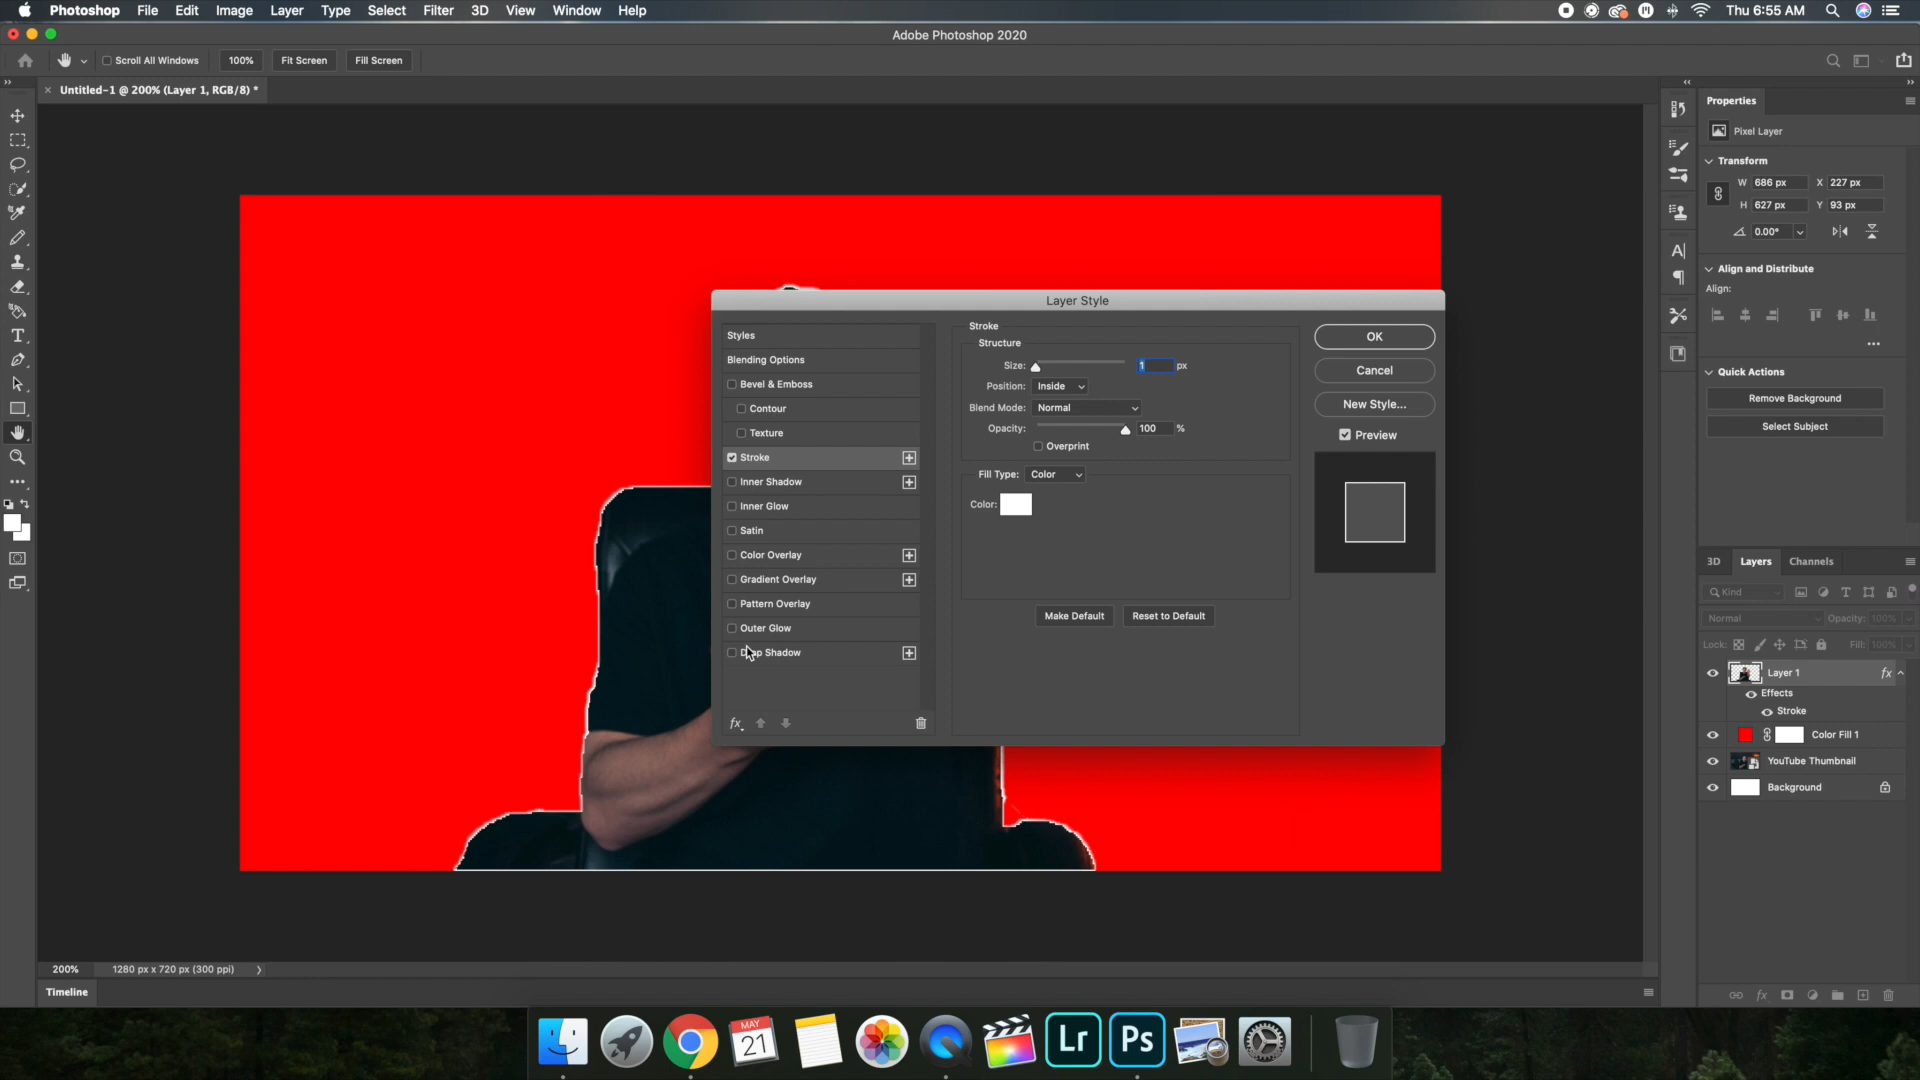 Photoshop File Edit Image Layer Type Select Filter 3D View Window Help Thu 6:55 AM
Adobe Photoshop 2020
Scroll All Windows 100% Fit Screen Fill Screen
× Untitled-1 @ 200% (Layer 1, RGB/8) *
Properties
Pixel Layer
Transform
W 686 px X 227 px
H 627 px Y 93 px
0.00°
Align and Distribute
Align:
Quick Actions
Remove Background
Select Subject
Layer Style
Styles
Blending Options
Bevel & Emboss
Contour
Texture
Stroke
Inner Shadow
Inner Glow
Satin
Color Overlay
Gradient Overlay
Pattern Overlay
Outer Glow
Drop Shadow
fx
Stroke
Structure
Size: 1 px
Position: Inside
Blend Mode: Normal
Opacity: 100 %
Overprint
Fill Type: Color
Color:
Make Default Reset to Default
OK
Cancel
New Style...
Preview
3D Layers Channels
Kind
Normal Opacity: 100%
Lock: Fill: 100%
Layer 1 fx
Effects
Stroke
Color Fill 1
YouTube Thumbnail
Background
fx
200% 1280 px x 720 px (300 ppi)
Timeline
MAY
21
Lr
Ps